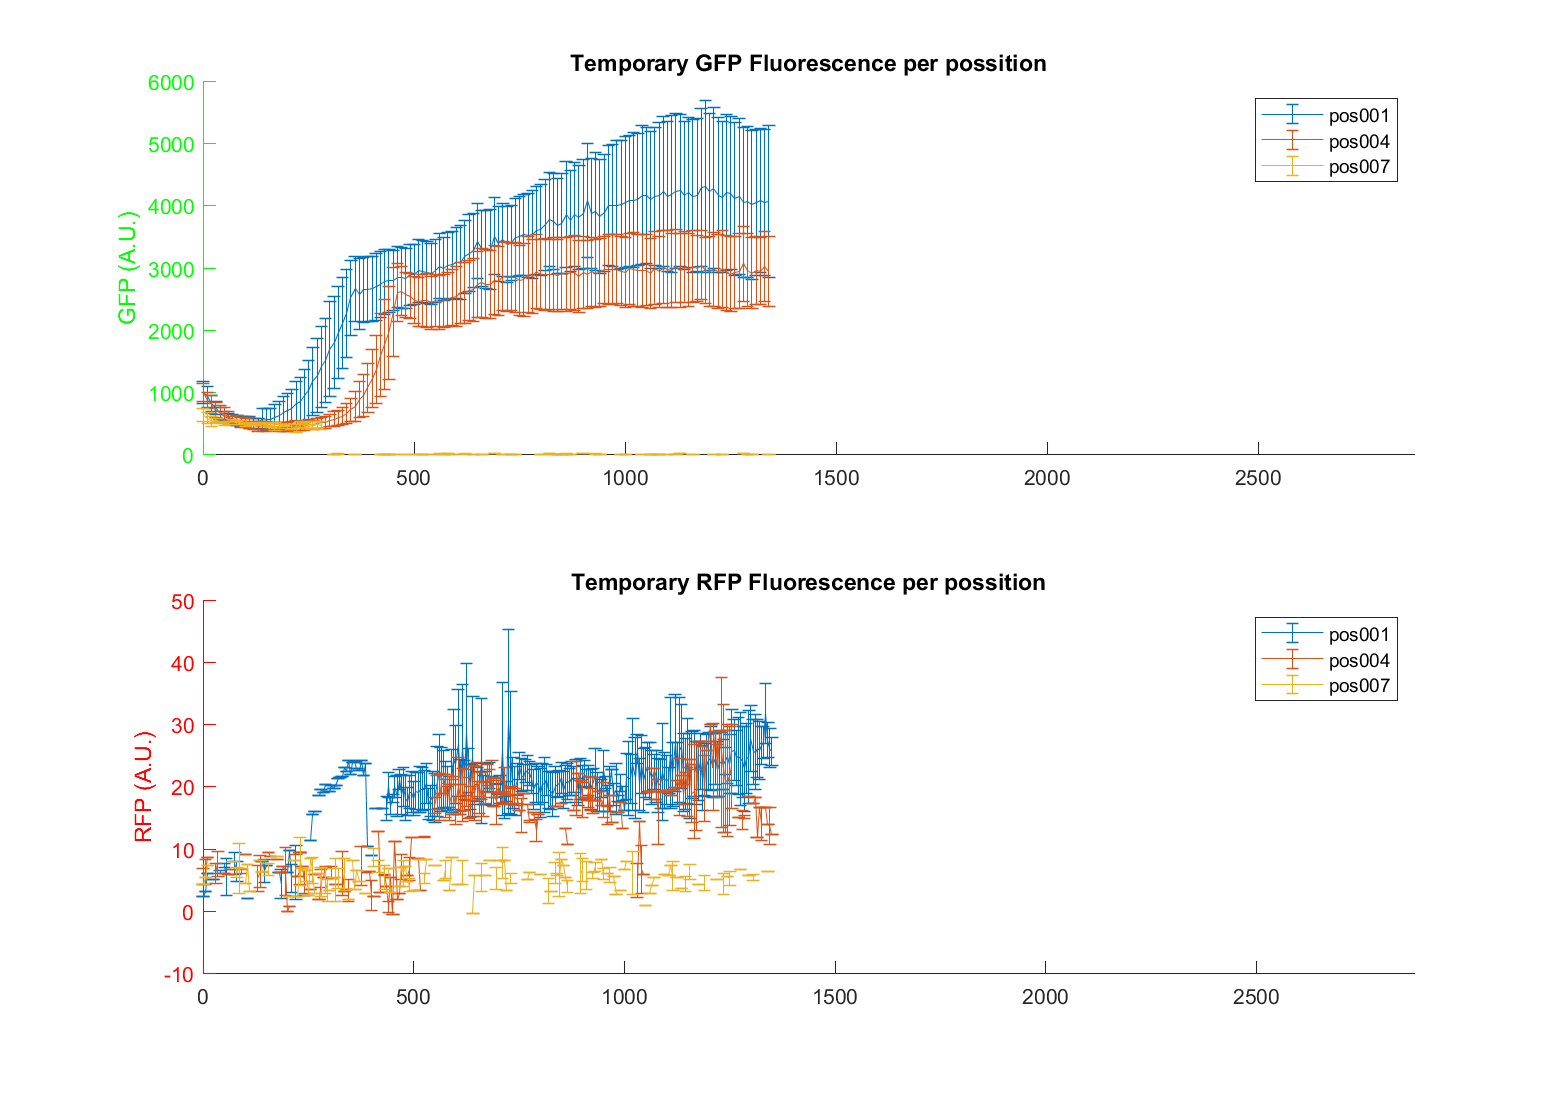 Temporary GFP Fluorescence per possition
6000
5000
4000
3000
2000
1000
0
GFP (A.U.)
0 500 1000 1500 2000 2500
pos001
pos004
pos007
Temporary RFP Fluorescence per possition
50
40
30
20
10
0
-10
RFP (A.U.)
0 500 1000 1500 2000 2500
pos001
pos004
pos007